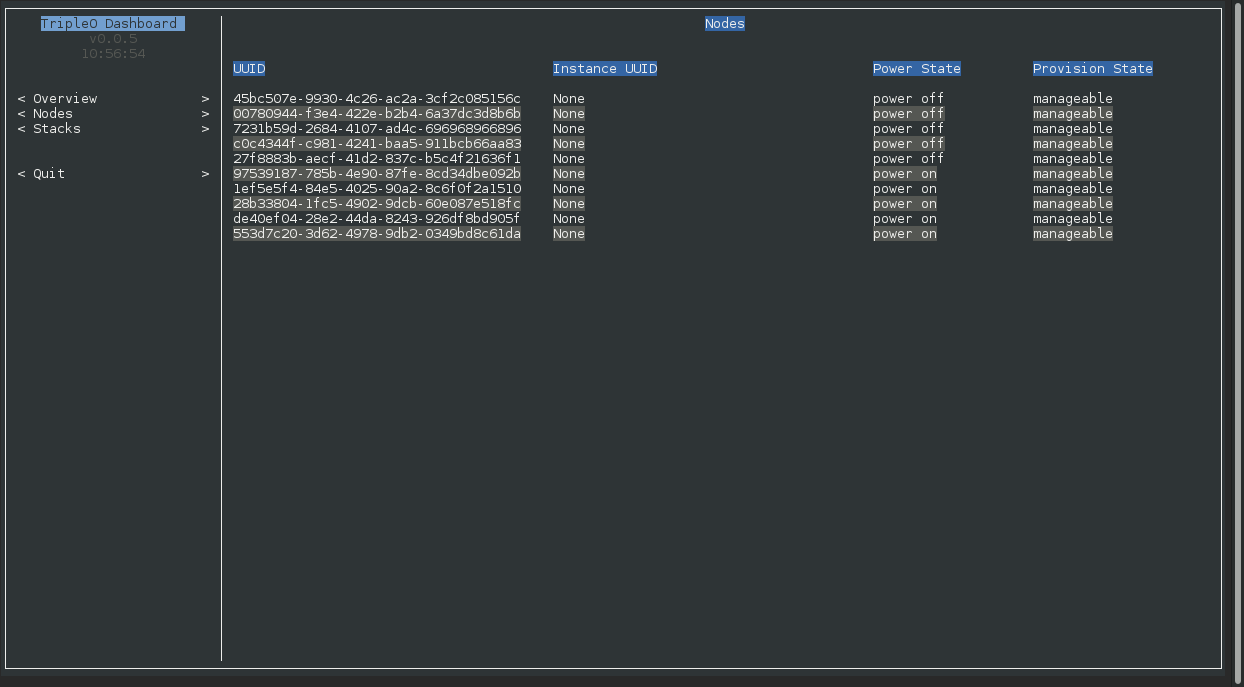 TripleO Dashboard
v0.0.5
10:56:54
< Overview >
< Nodes >
< Stacks >
< Quit >
Nodes
UUID Instance UUID Power State Provision State
45bc507e-9930-4c26-ac2a-3cf2c085156c None power off manageable
00780944-f3e4-422e-b2b4-6a37dc3d8b6b None power off manageable
7231b59d-2684-4107-ad4c-696968966896 None power off manageable
c0c4344f-c981-4241-baa5-911bcb66aa83 None power off manageable
27f8883b-aecf-41d2-837c-b5c4f21636f1 None power off manageable
97539187-785b-4e90-87fe-8cd34dbe092b None power on manageable
1ef5e5f4-84e5-4025-90a2-8c6f0f2a1510 None power on manageable
28b33804-1fc5-4902-9dcb-60e087e518fc None power on manageable
de40ef04-28e2-44da-8243-926df8bd905f None power on manageable
553d7c20-3d62-4978-9db2-0349bd8c61da None power on manageable